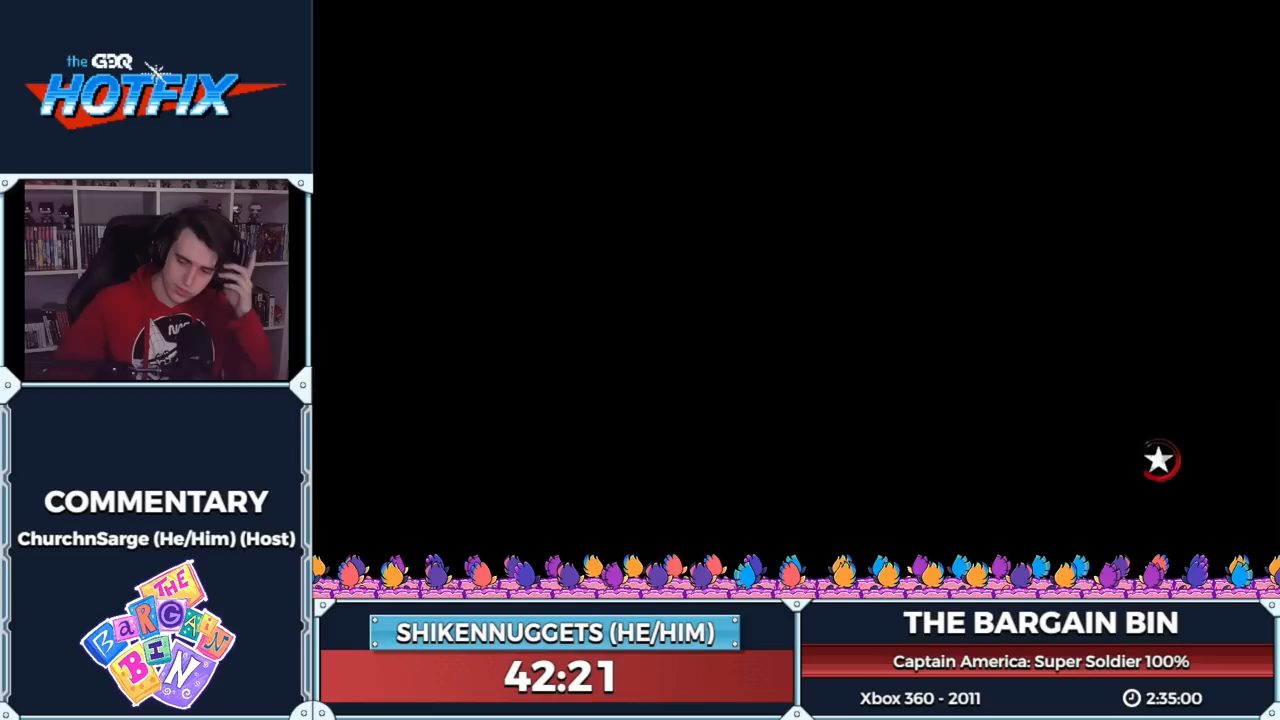 the GDQ
HOTFIX
NAS
COMMENTARY
ChurchnSarge (He/Him) (Host)
THE
BARGAIN
BIN
SHIKENNUGGETS (HE/HIM)
42:21
THE BARGAIN BIN
Captain America: Super Soldier 100%
Xbox 360 - 2011
2:35:00